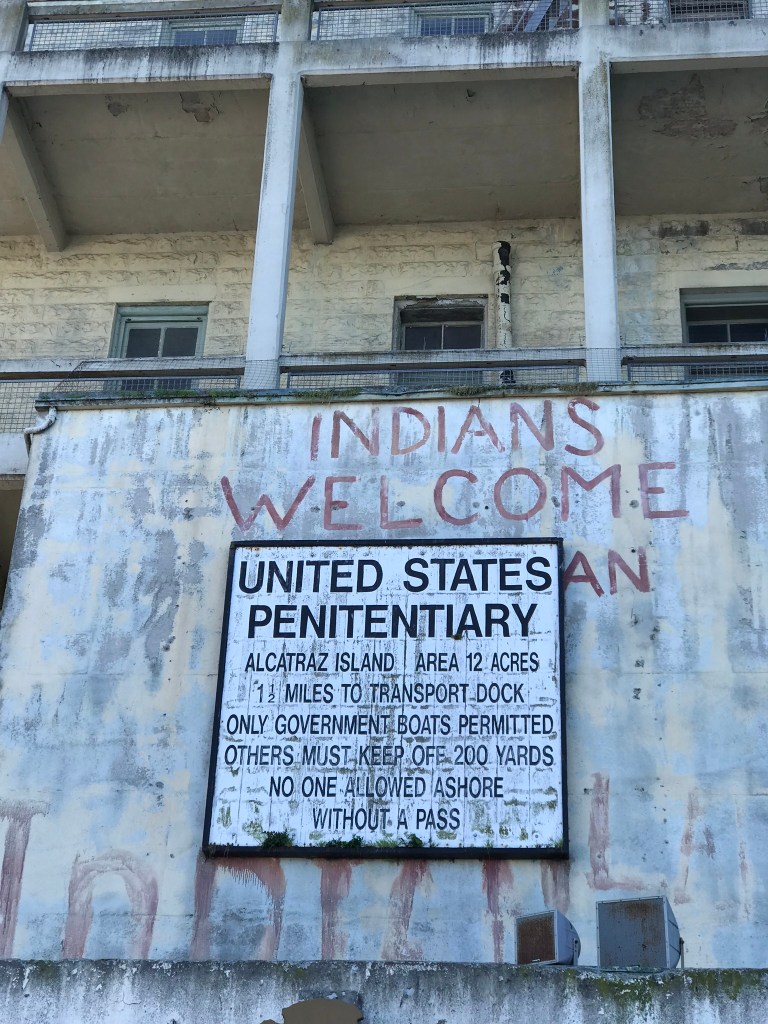 INDIANS
WELCOME
AN
UNITED STATES
PENITENTIARY
ALCATRAZ ISLAND AREA 12 ACRES
1½ MILES TO TRANSPORT DOCK
ONLY GOVERNMENT BOATS PERMITTED
OTHERS MUST KEEP OFF 200 YARDS
NO ONE ALLOWED ASHORE
WITHOUT A PASS